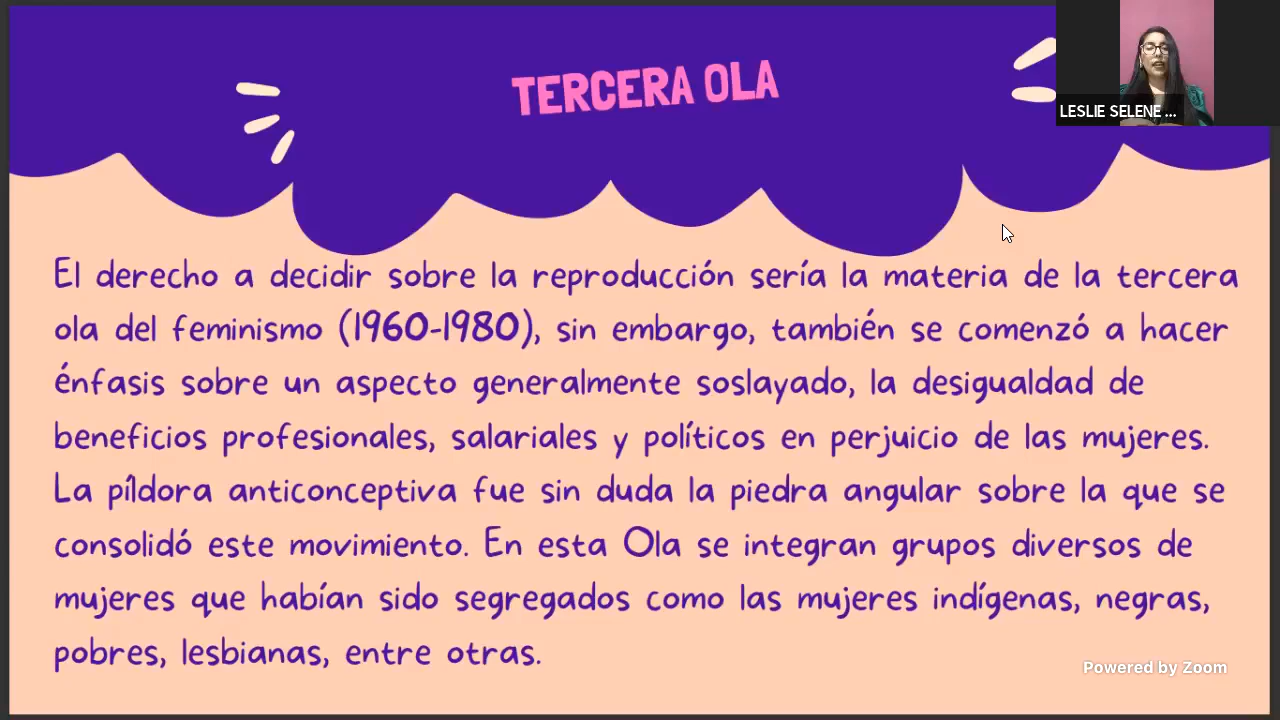 TERCERA OLA
LESLIE SELENE ...
El derecho a decidir sobre la reproducción sería la materia de la tercera
ola del feminismo (1960-1980), sin embargo, también se comenzó a hacer
énfasis sobre un aspecto generalmente soslayado, la desigualdad de
beneficios profesionales, salariales y políticos en perjuicio de las mujeres.
La píldora anticonceptiva fue sin duda la piedra angular sobre la que se
consolidó este movimiento. En esta Ola se integran grupos diversos de
mujeres que habían sido segregados como las mujeres indígenas, negras,
pobres, lesbianas, entre otras.
Powered by Zoom